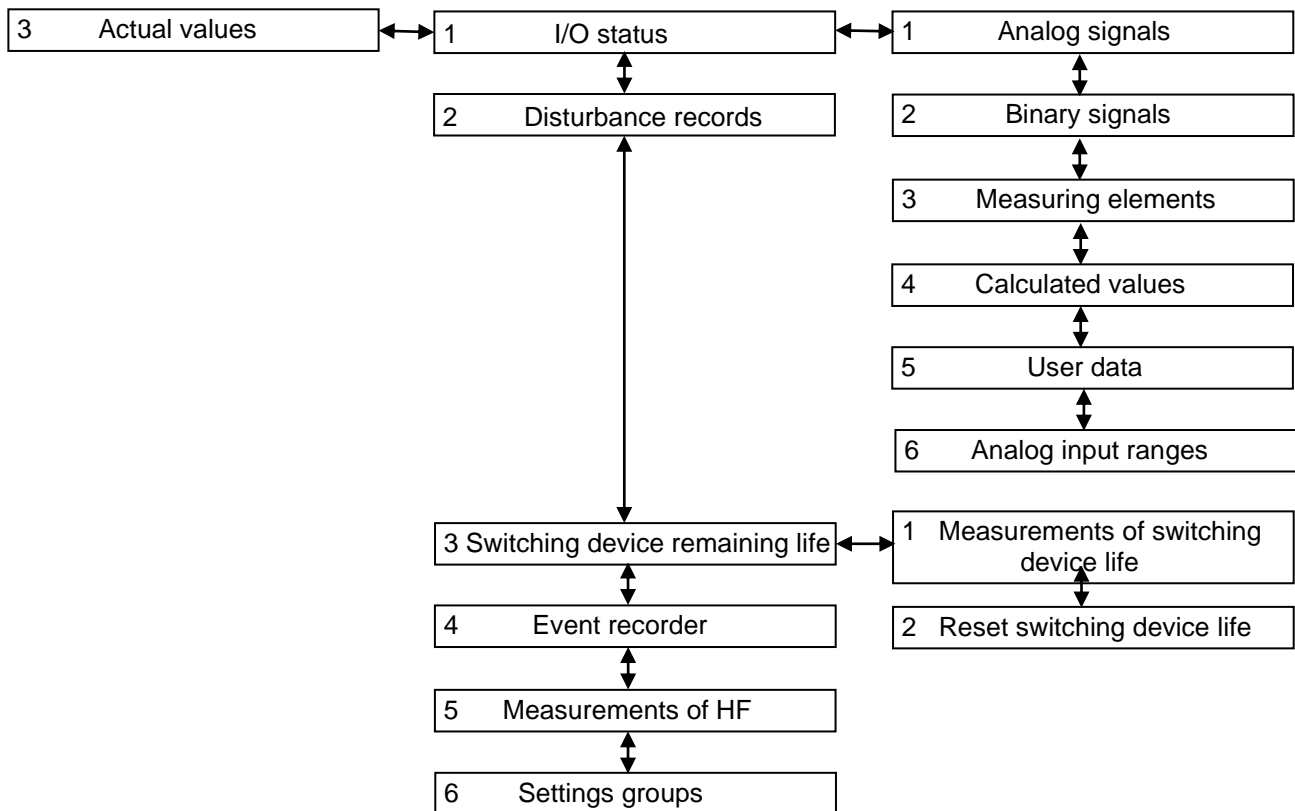 3 Actual values
1 I/O status
1 Analog signals
2 Disturbance records
2 Binary signals
3 Measuring elements
4 Calculated values
5 User data
6 Analog input ranges
3 Switching device remaining life
1 Measurements of switching
device life
4 Event recorder
2 Reset switching device life
5 Measurements of HF
6 Settings groups